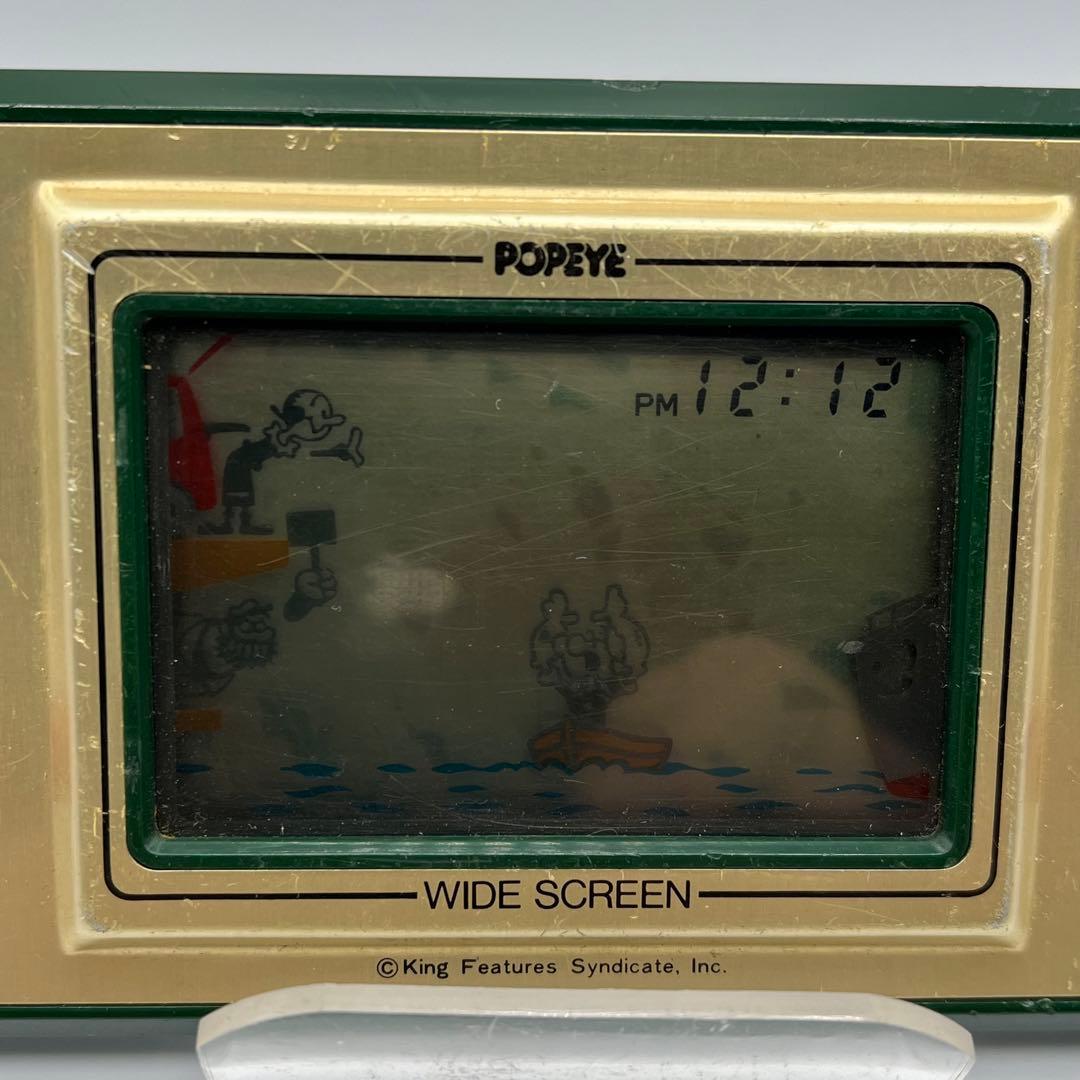 POPEYE
PM 12:12
WIDE SCREEN
©King Features Syndicate, Inc.